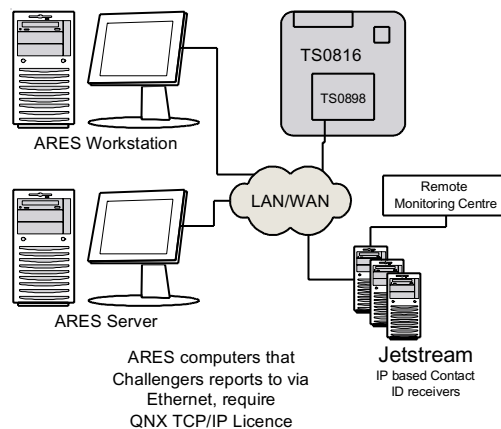 TS0816
TS0898
ARES Workstation
LAN/WAN
Remote
Monitoring Centre
ARES Server
Jetstream
IP based Contact
ID receivers
ARES computers that
Challengers reports to via
Ethernet, require
QNX TCP/IP Licence